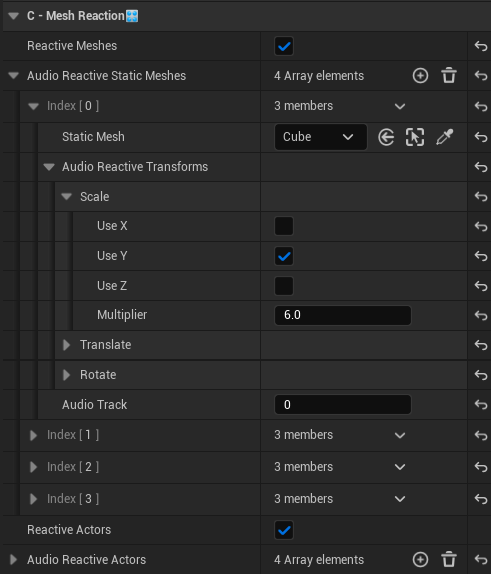 C - Mesh Reaction
Reactive Meshes
Audio Reactive Static Meshes 4 Array elements
Index [ 0 ] 3 members
Static Mesh Cube
Audio Reactive Transforms
Scale
Use X
Use Y
Use Z
Multiplier 6.0
Translate
Rotate
Audio Track 0
Index [ 1 ] 3 members
Index [ 2 ] 3 members
Index [ 3 ] 3 members
Reactive Actors
Audio Reactive Actors 4 Array elements